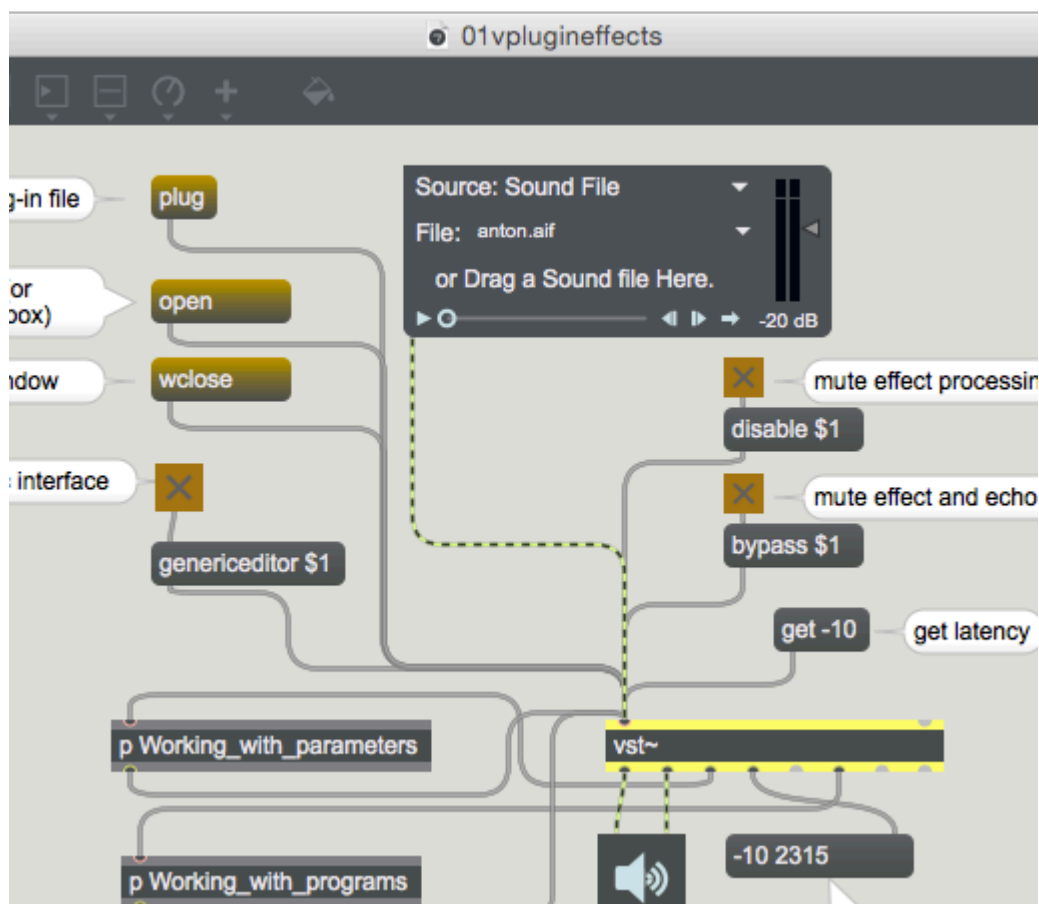 01vplugineffects
g-in file
plug
Source: Sound File
File: anton.aif
or Drag a Sound file Here.
-20 dB
or
box)
open
ndow
wclose
mute effect processin
disable $1
interface
mute effect and echo
genericeditor $1
bypass $1
get -10
get latency
p Working_with_parameters
vst~
-10 2315
p Working_with_programs